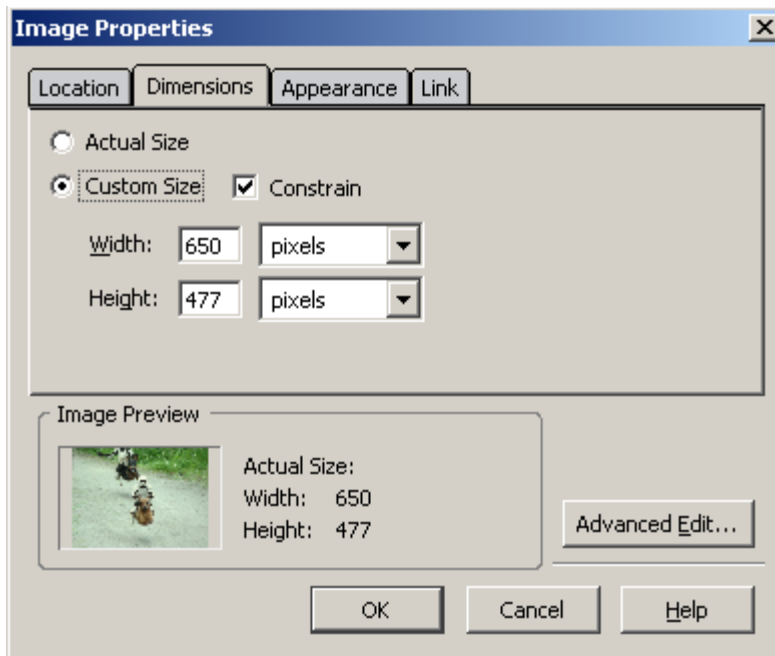 Image Properties
Location Dimensions Appearance Link
Actual Size
Custom Size Constrain
Width: 650 pixels
Height: 477 pixels
Image Preview
Actual Size:
Width: 650
Height: 477
Advanced Edit...
OK Cancel Help